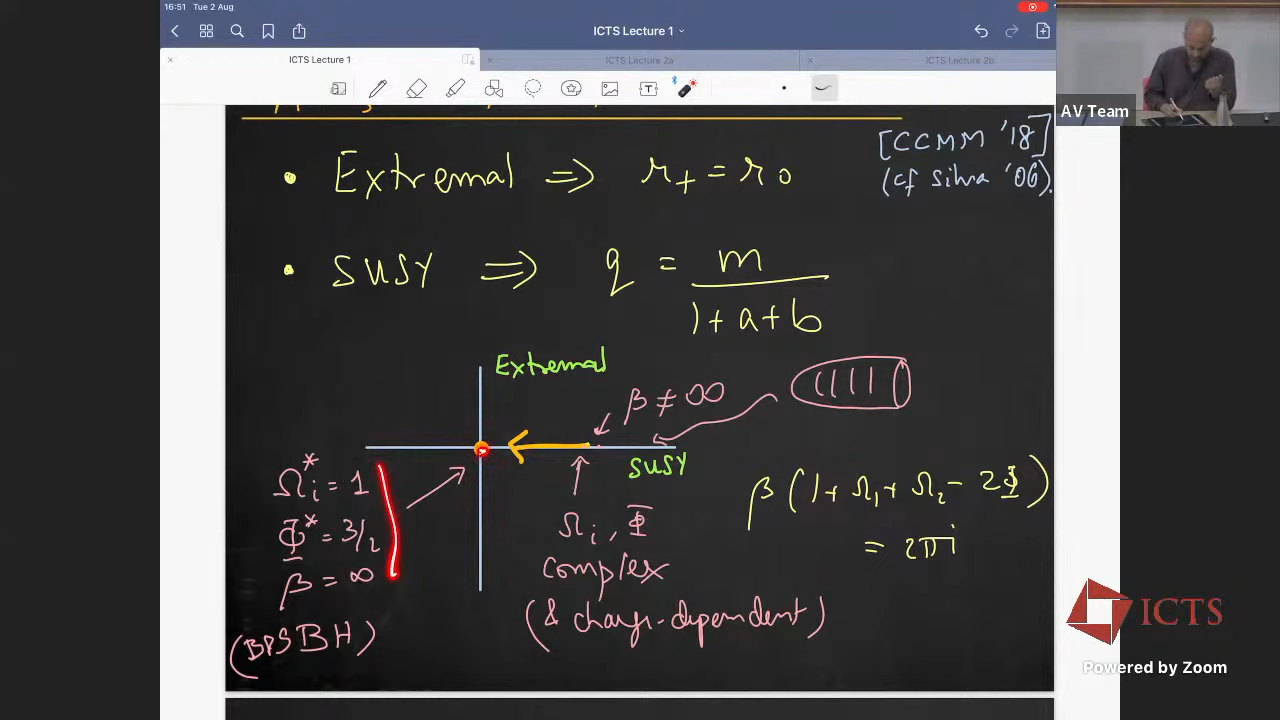 16:51 Tue 2 Aug
ICTS Lecture 1
ICTS Lecture 1
ICTS Lecture 2a
ICTS Lecture 2b
AV Team
[CCMM '18]
(cf Silva '06).
• Extremal ⇒ r₊ = r₀
• SUSY ⇒ q = m / (1+a+b)
Extremal
β ≠ ∞
SUSY
Ωᵢ* = 1
Φ* = 3/2
β = ∞
(BPS BH)
Ωᵢ, Φ
complex
(& charge-dependent)
β (1 + Ω₁ + Ω₂ − 2Φ)
= 2πi
ICTS
Powered by Zoom